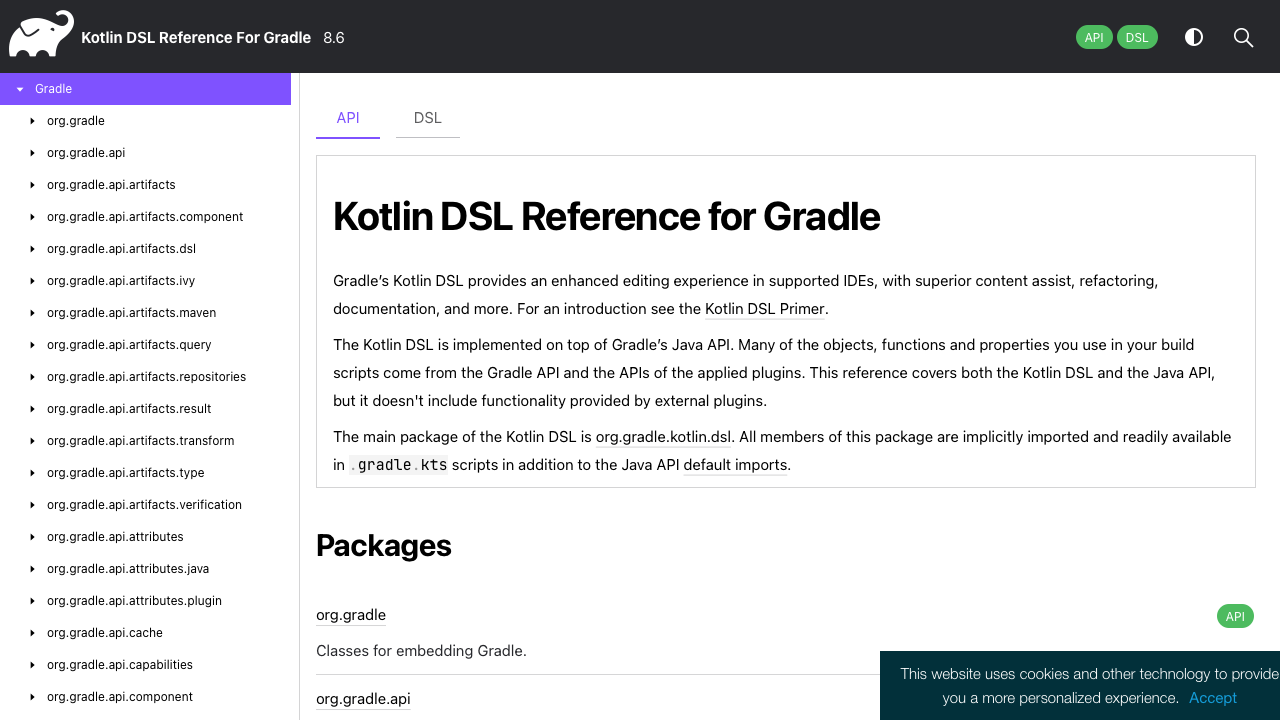 Kotlin DSL Reference For Gradle 8.6
API DSL
Gradle
org.gradle
org.gradle.api
org.gradle.api.artifacts
org.gradle.api.artifacts.component
org.gradle.api.artifacts.dsl
org.gradle.api.artifacts.ivy
org.gradle.api.artifacts.maven
org.gradle.api.artifacts.query
org.gradle.api.artifacts.repositories
org.gradle.api.artifacts.result
org.gradle.api.artifacts.transform
org.gradle.api.artifacts.type
org.gradle.api.artifacts.verification
org.gradle.api.attributes
org.gradle.api.attributes.java
org.gradle.api.attributes.plugin
org.gradle.api.cache
org.gradle.api.capabilities
org.gradle.api.component
API DSL
Kotlin DSL Reference for Gradle
Gradle’s Kotlin DSL provides an enhanced editing experience in supported IDEs, with superior content assist, refactoring,
documentation, and more. For an introduction see the Kotlin DSL Primer.
The Kotlin DSL is implemented on top of Gradle’s Java API. Many of the objects, functions and properties you use in your build
scripts come from the Gradle API and the APIs of the applied plugins. This reference covers both the Kotlin DSL and the Java API,
but it doesn't include functionality provided by external plugins.
The main package of the Kotlin DSL is org.gradle.kotlin.dsl. All members of this package are implicitly imported and readily available
in .gradle.kts scripts in addition to the Java API default imports.
Packages
org.gradle API
Classes for embedding Gradle.
org.gradle.api
This website uses cookies and other technology to provide
you a more personalized experience. Accept